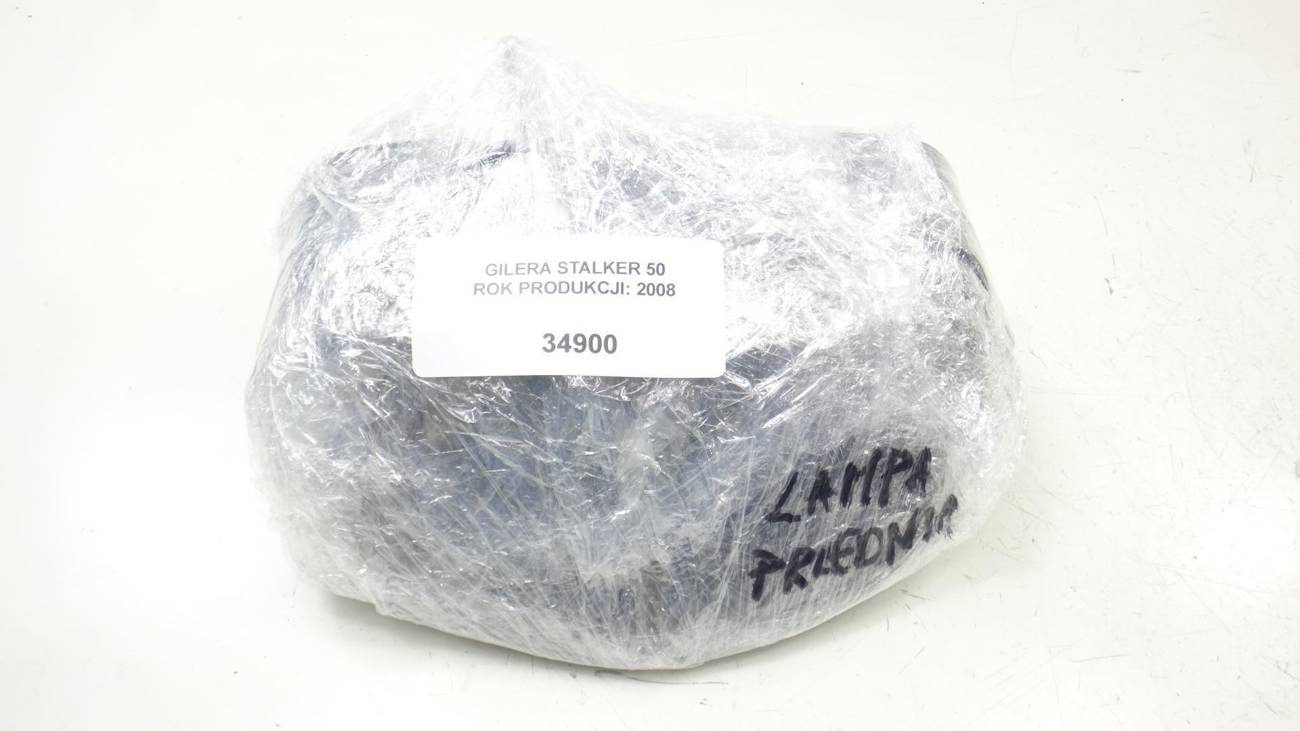 GILERA STALKER 50
ROK PRODUKCJI: 2008
34900
LAMPA
PRZEDNIA